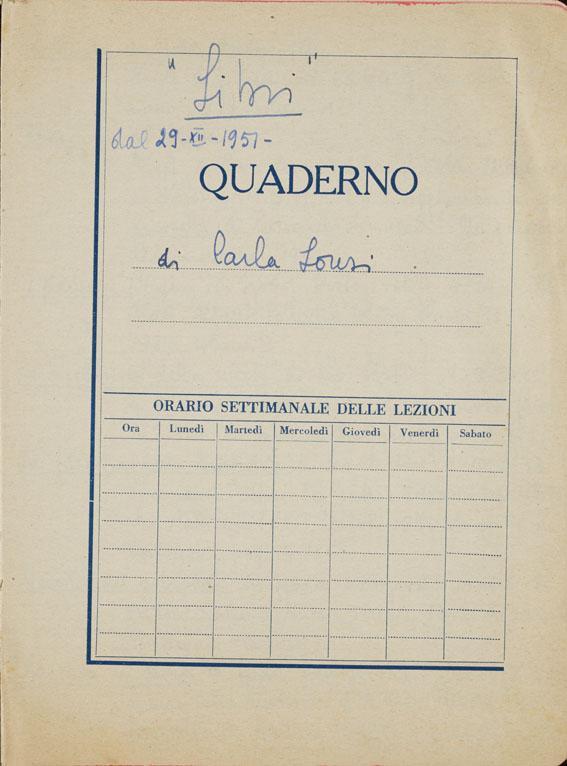 "Libri"
dal 29-XII-1951-
QUADERNO
di Carla Lonzi
ORARIO SETTIMANALE DELLE LEZIONI
Ora Lunedì Martedì Mercoledì Giovedì Venerdì Sabato